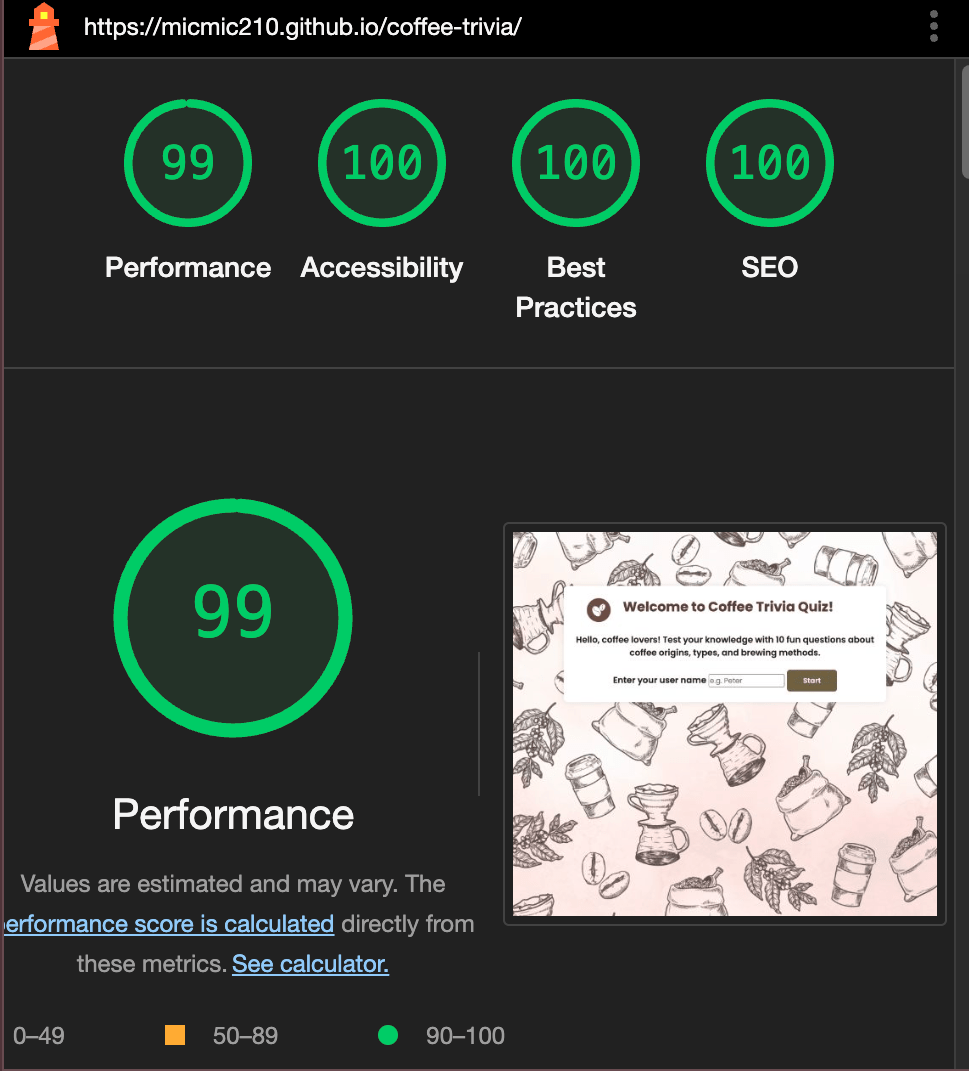 https://micmic210.github.io/coffee-trivia/
99
100
100
100
Performance
Accessibility
Best
Practices
SEO
99
Performance
Values are estimated and may vary. The
performance score is calculated directly from
these metrics. See calculator.
0–49
50–89
90–100
Welcome to Coffee Trivia Quiz!
Hello, coffee lovers! Test your knowledge with 10 fun questions about
coffee origins, types, and brewing methods.
Enter your user name
e.g. Peter
Start